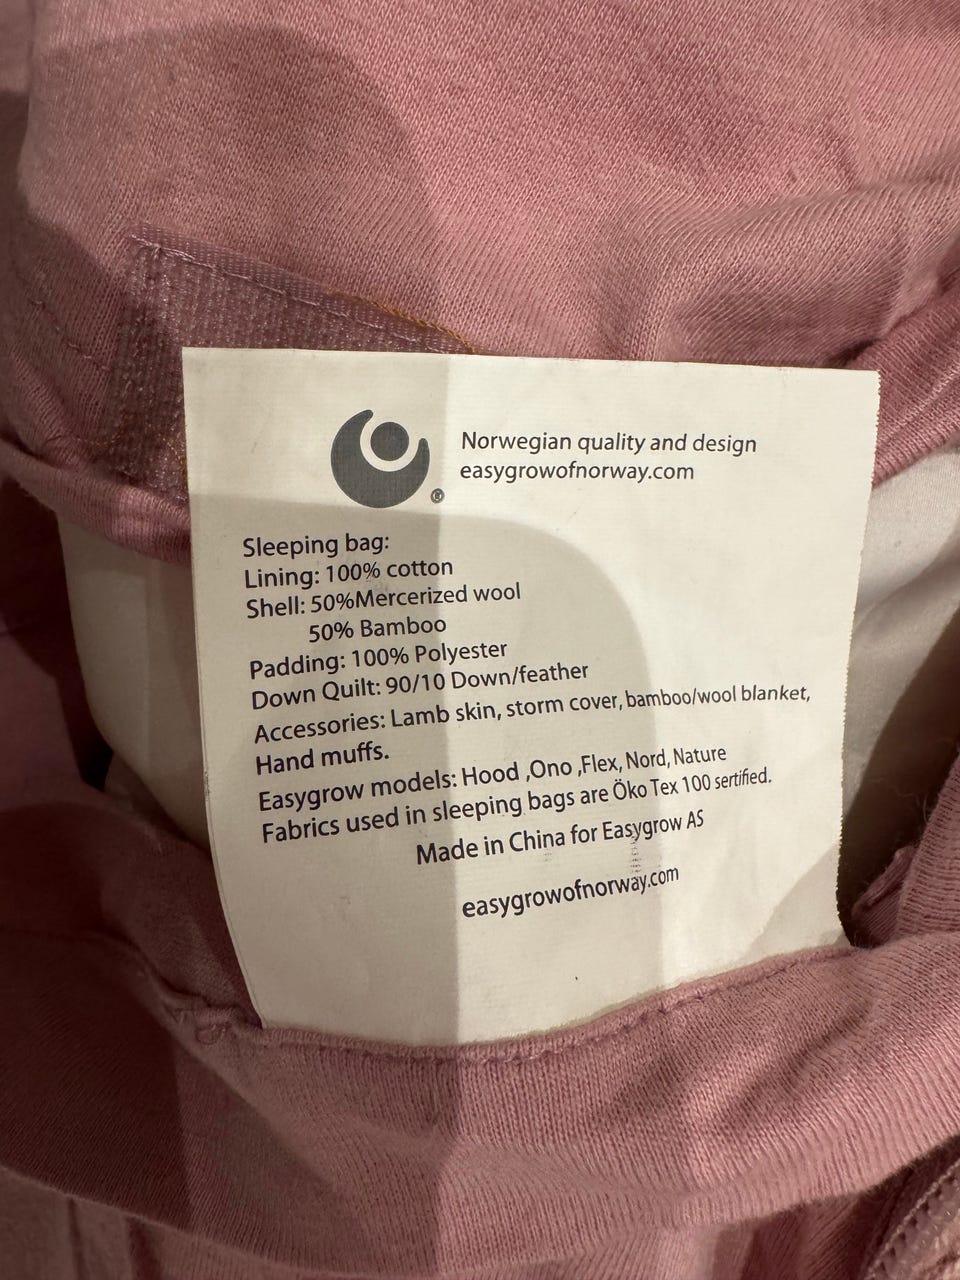 Norwegian quality and design
easygrowofnorway.com
®
Sleeping bag:
Lining: 100% cotton
Shell: 50%Mercerized wool
50% Bamboo
Padding: 100% Polyester
Down Quilt: 90/10 Down/feather
Accessories: Lamb skin, storm cover, bamboo/wool blanket,
Hand muffs.
Easygrow models: Hood ,Ono ,Flex, Nord, Nature
Fabrics used in sleeping bags are Öko Tex 100 sertified.
Made in China for Easygrow AS
easygrowofnorway.com